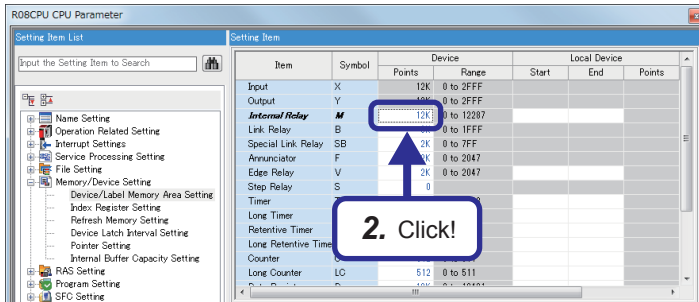 R08CPU CPU Parameter
Setting Item List
Setting Item
Input the Setting Item to Search
Item Symbol Device Local Device
Points Range Start End Points
Input X 12K 0 to 2FFF
Output Y 12K 0 to 2FFF
Internal Relay M 12K 0 to 12287
Link Relay B 0 to 1FFF
Special Link Relay SB 2K 0 to 7FF
Annunciator F 2K 0 to 2047
Edge Relay V 2K 0 to 2047
Step Relay S 0
Timer
Long Timer
Retentive Timer
Long Retentive Time
Counter
Long Counter LC 512 0 to 511
Name Setting
Operation Related Setting
Interrupt Settings
Service Processing Setting
File Setting
Memory/Device Setting
Device/Label Memory Area Setting
Index Register Setting
Refresh Memory Setting
Device Latch Interval Setting
Pointer Setting
Internal Buffer Capacity Setting
RAS Setting
Program Setting
SFC Setting
2. Click!